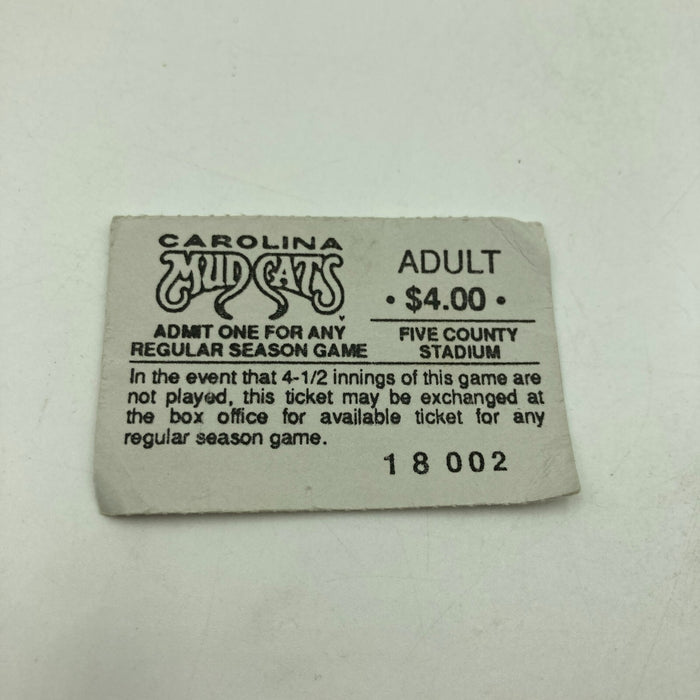 CAROLINA
MUDCATS
ADMIT ONE FOR ANY
REGULAR SEASON GAME
ADULT
• $4.00 •
FIVE COUNTY
STADIUM
In the event that 4-1/2 innings of this game are
not played, this ticket may be exchanged at
the box office for available ticket for any
regular season game.
18 002